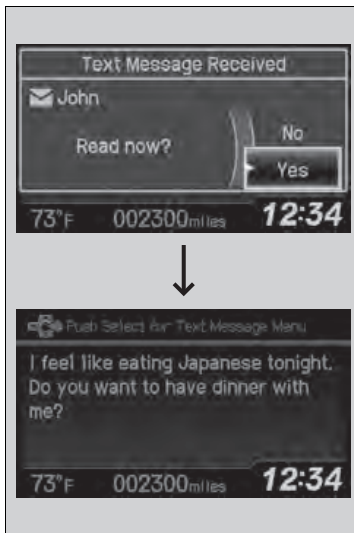 Text Message Received
John
Read now?
No
Yes
73°F 002300miles 12:34
Push Select for Text Message Menu
I feel like eating Japanese tonight.
Do you want to have dinner with
me?
73°F 002300miles 12:34